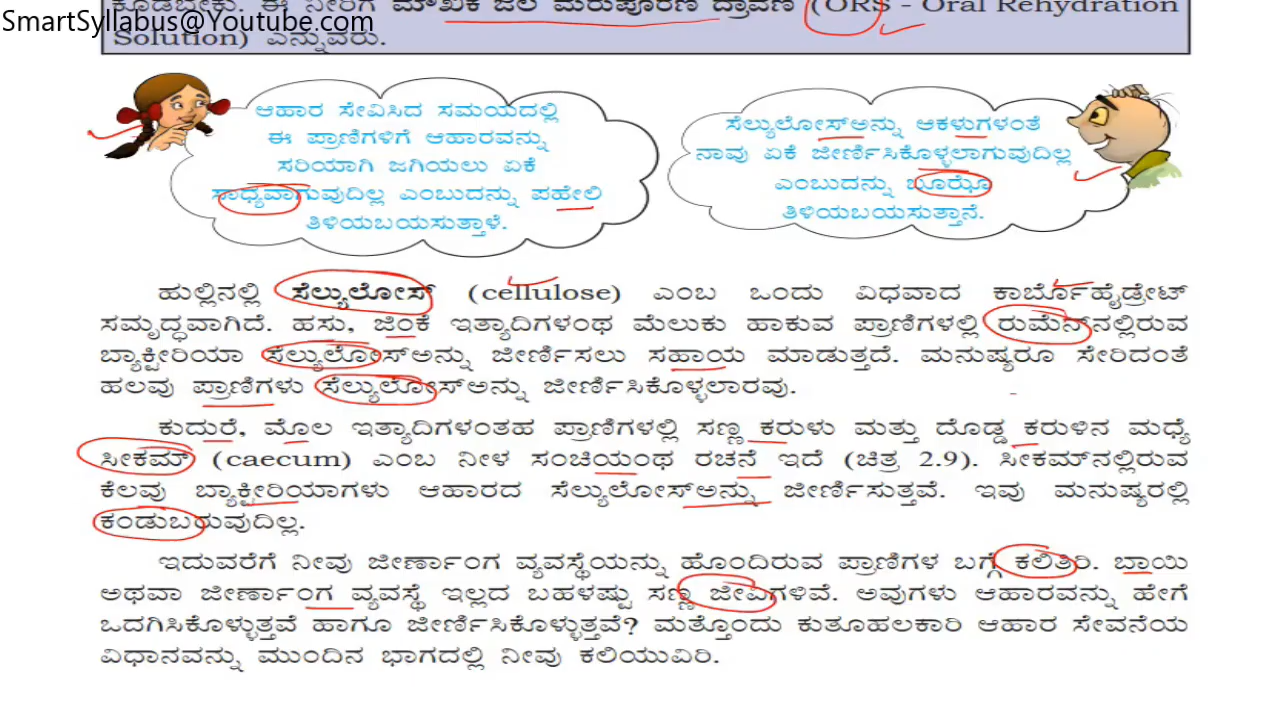 ಕೂಡಬೇಕು. ಈ ನೀರಿಗೆ ಮೌಖಿಕ ಜಲ ಮರುಪೂರಣ ದ್ರಾವಣ (ORS - Oral Rehydration
SmartSyllabus@Youtube.com
Solution) ಎನ್ನುವರು.
ಆಹಾರ ಸೇವಿಸಿದ ಸಮಯದಲ್ಲಿ
ಈ ಪ್ರಾಣಿಗಳಿಗೆ ಆಹಾರವನ್ನು
ಸರಿಯಾಗಿ ಜಗಿಯಲು ಏಕೆ
ಸಾಧ್ಯವಾಗುವುದಿಲ್ಲ ಎಂಬುದನ್ನು ಪಹೇಲಿ
ತಿಳಿಯಬಯಸುತ್ತಾಳೆ.
ಸೆಲ್ಯುಲೋಸ್‌ಅನ್ನು ಆಕಳುಗಳಂತೆ
ನಾವು ಏಕೆ ಜೀರ್ಣಿಸಿಕೊಳ್ಳಲಾಗುವುದಿಲ್ಲ
ಎಂಬುದನ್ನು ಬೂಝೊ
ತಿಳಿಯಬಯಸುತ್ತಾನೆ.
ಹುಲ್ಲಿನಲ್ಲಿ ಸೆಲ್ಯುಲೋಸ್ (cellulose) ಎಂಬ ಒಂದು ವಿಧವಾದ ಕಾರ್ಬೊಹೈಡ್ರೇಟ್
ಸಮೃದ್ಧವಾಗಿದೆ. ಹಸು, ಜಿಂಕೆ ಇತ್ಯಾದಿಗಳಂಥ ಮೆಲುಕು ಹಾಕುವ ಪ್ರಾಣಿಗಳಲ್ಲಿ ರುಮೆನ್‌ನಲ್ಲಿರುವ
ಬ್ಯಾಕ್ಟೀರಿಯಾ ಸೆಲ್ಯುಲೋಸ್‌ಅನ್ನು ಜೀರ್ಣಿಸಲು ಸಹಾಯ ಮಾಡುತ್ತದೆ. ಮನುಷ್ಯರೂ ಸೇರಿದಂತೆ
ಹಲವು ಪ್ರಾಣಿಗಳು ಸೆಲ್ಯುಲೋಸ್‌ಅನ್ನು ಜೀರ್ಣಿಸಿಕೊಳ್ಳಲಾರವು.
ಕುದುರೆ, ಮೊಲ ಇತ್ಯಾದಿಗಳಂತಹ ಪ್ರಾಣಿಗಳಲ್ಲಿ ಸಣ್ಣ ಕರುಳು ಮತ್ತು ದೊಡ್ಡ ಕರುಳಿನ ಮಧ್ಯೆ
ಸೀಕಮ್ (caecum) ಎಂಬ ನೀಳ ಸಂಚಿಯಂಥ ರಚನೆ ಇದೆ (ಚಿತ್ರ 2.9). ಸೀಕಮ್‌ನಲ್ಲಿರುವ
ಕೆಲವು ಬ್ಯಾಕ್ಟೀರಿಯಾಗಳು ಆಹಾರದ ಸೆಲ್ಯುಲೋಸ್‌ಅನ್ನು ಜೀರ್ಣಿಸುತ್ತವೆ. ಇವು ಮನುಷ್ಯರಲ್ಲಿ
ಕಂಡುಬರುವುದಿಲ್ಲ.
ಇದುವರೆಗೆ ನೀವು ಜೀರ್ಣಾಂಗ ವ್ಯವಸ್ಥೆಯನ್ನು ಹೊಂದಿರುವ ಪ್ರಾಣಿಗಳ ಬಗ್ಗೆ ಕಲಿತಿರಿ. ಬಾಯಿ
ಅಥವಾ ಜೀರ್ಣಾಂಗ ವ್ಯವಸ್ಥೆ ಇಲ್ಲದ ಬಹಳಷ್ಟು ಸಣ್ಣ ಜೀವಿಗಳಿವೆ. ಅವುಗಳು ಆಹಾರವನ್ನು ಹೇಗೆ
ಒದಗಿಸಿಕೊಳ್ಳುತ್ತವೆ ಹಾಗೂ ಜೀರ್ಣಿಸಿಕೊಳ್ಳುತ್ತವೆ? ಮತ್ತೊಂದು ಕುತೂಹಲಕಾರಿ ಆಹಾರ ಸೇವನೆಯ
ವಿಧಾನವನ್ನು ಮುಂದಿನ ಭಾಗದಲ್ಲಿ ನೀವು ಕಲಿಯುವಿರಿ.